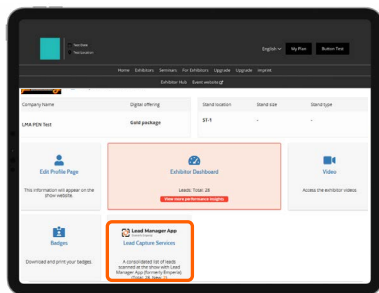 Test Date
Test Location
English
My Plan
Button Test
Home Exhibitors Seminars For Exhibitors Upgrade Upgrade Imprint
Exhibitor Hub Event website
Company Name
Digital offering
Stand location
Stand size
Stand type
LMA PEN Test
Gold package
ST-1
-
-
Edit Profile Page
This information will appear on the
show website.
Exhibitor Dashboard
Leads: Total: 28
View more performance insights
Video
Access the exhibitor videos.
Badges
Download and print your badges.
Lead Manager App
Lead Capture Services
A consolidated list of leads
scanned at the show with Lead
Manager App (formerly Emperia)